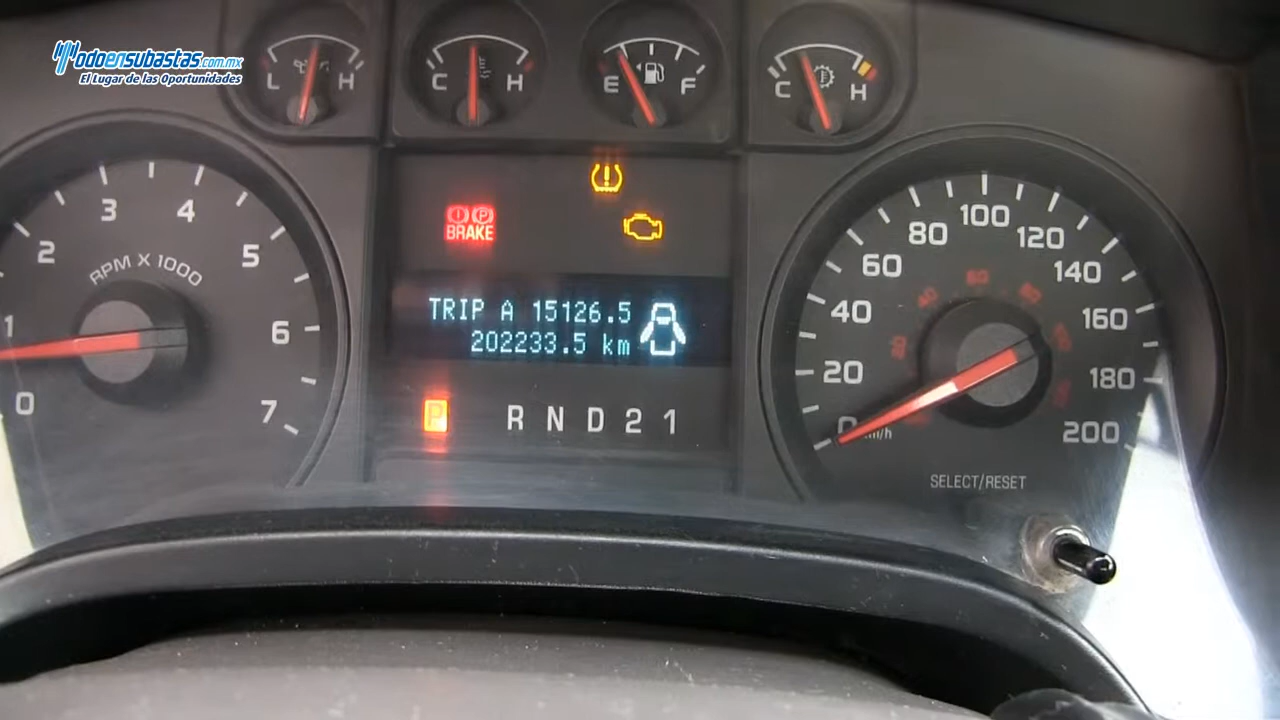 Todoensubastas.com.mx
El Lugar de las Oportunidades
L H
C H
E F
C H
0 1 2 3 4 5 6 7
RPM X 1000
BRAKE
P
TRIP A 15126.5
202233.5 km
P R N D 2 1
0 20 40 60 80 100 120 140 160 180 200
km/h
SELECT/RESET